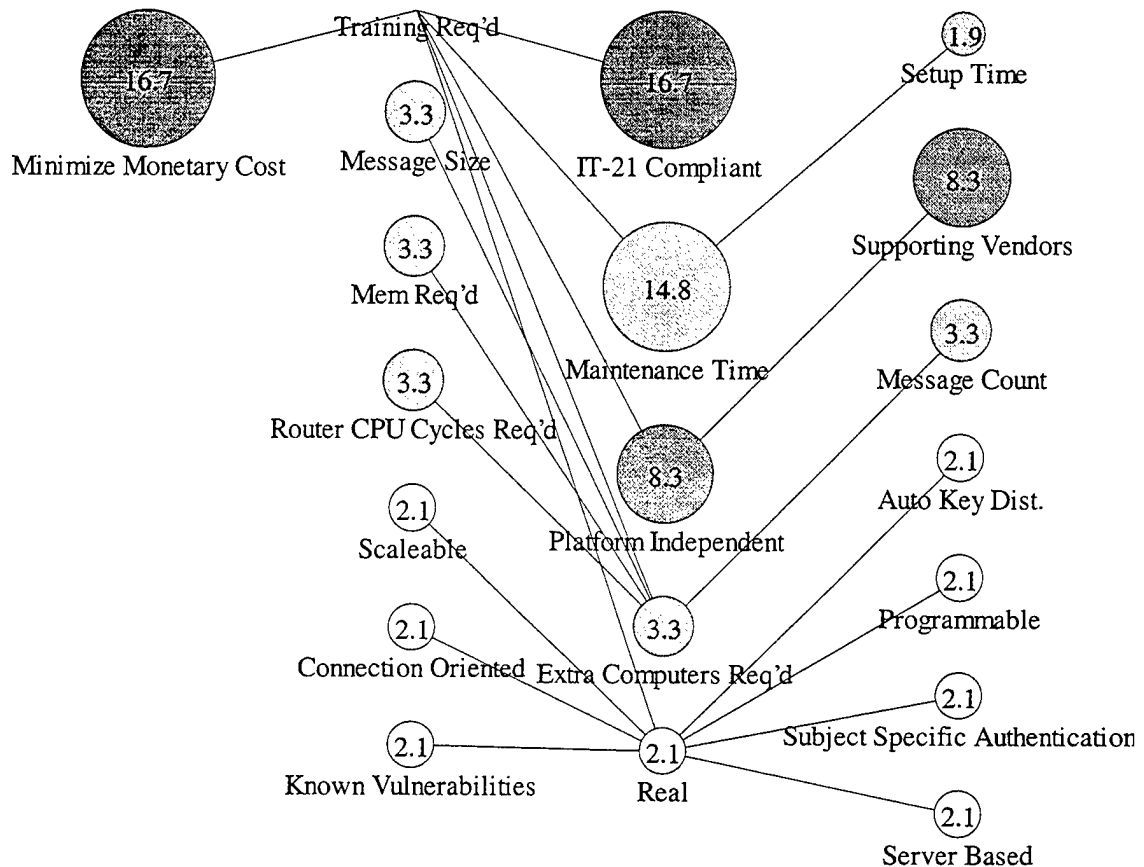 Training Req'd
16.7
Minimize Monetary Cost
16.7
IT-21 Compliant
1.9
Setup Time
3.3
Message Size
8.3
Supporting Vendors
3.3
Mem Req'd
14.8
Maintenance Time
3.3
Message Count
3.3
Router CPU Cycles Req'd
8.3
Platform Independent
2.1
Auto Key Dist.
2.1
Scaleable
2.1
Programmable
2.1
Connection Oriented
3.3
Extra Computers Req'd
2.1
Subject Specific Authentication
2.1
Known Vulnerabilities
2.1
Real
2.1
Server Based